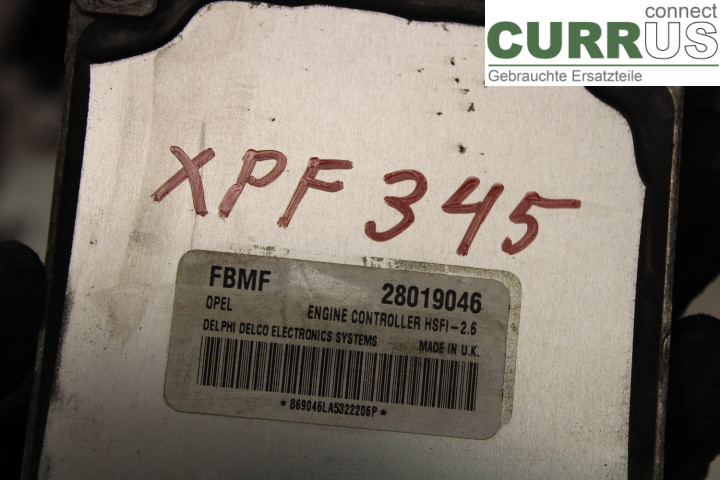 connect
CURRUS
Gebrauchte Ersatzteile
XPF 345
FBMF 28019046
OPEL ENGINE CONTROLLER HSFI-2.6
DELPHI DELCO ELECTRONICS SYSTEMS MADE IN U.K.
*869046LA5322206P*